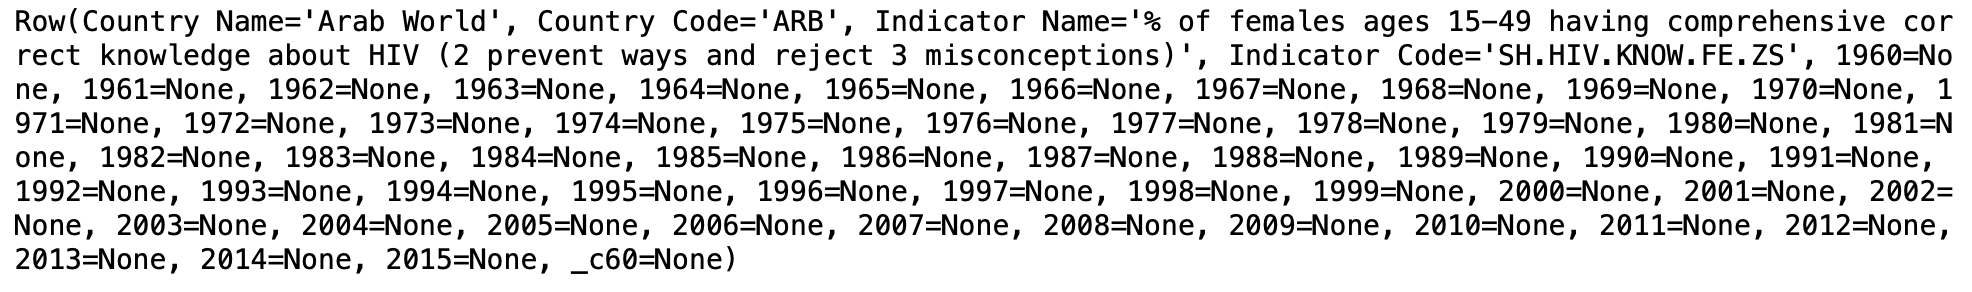 Row(Country Name='Arab World', Country Code='ARB', Indicator Name='% of females ages 15-49 having comprehensive cor
rect knowledge about HIV (2 prevent ways and reject 3 misconceptions)', Indicator Code='SH.HIV.KNOW.FE.ZS', 1960=No
ne, 1961=None, 1962=None, 1963=None, 1964=None, 1965=None, 1966=None, 1967=None, 1968=None, 1969=None, 1970=None, 1
971=None, 1972=None, 1973=None, 1974=None, 1975=None, 1976=None, 1977=None, 1978=None, 1979=None, 1980=None, 1981=N
one, 1982=None, 1983=None, 1984=None, 1985=None, 1986=None, 1987=None, 1988=None, 1989=None, 1990=None, 1991=None,
1992=None, 1993=None, 1994=None, 1995=None, 1996=None, 1997=None, 1998=None, 1999=None, 2000=None, 2001=None, 2002=
None, 2003=None, 2004=None, 2005=None, 2006=None, 2007=None, 2008=None, 2009=None, 2010=None, 2011=None, 2012=None,
2013=None, 2014=None, 2015=None, _c60=None)